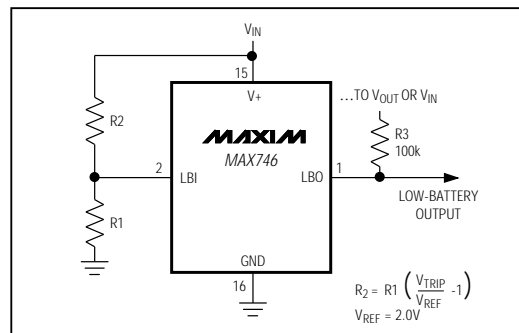 VIN
15
V+
...TO VOUT OR VIN
R2
MAXIM
MAX746
R3
100k
2
LBI
LBO
1
LOW-BATTERY
OUTPUT
R1
GND
16
R2 = R1 ( VTRIP / VREF -1 )
VREF = 2.0V